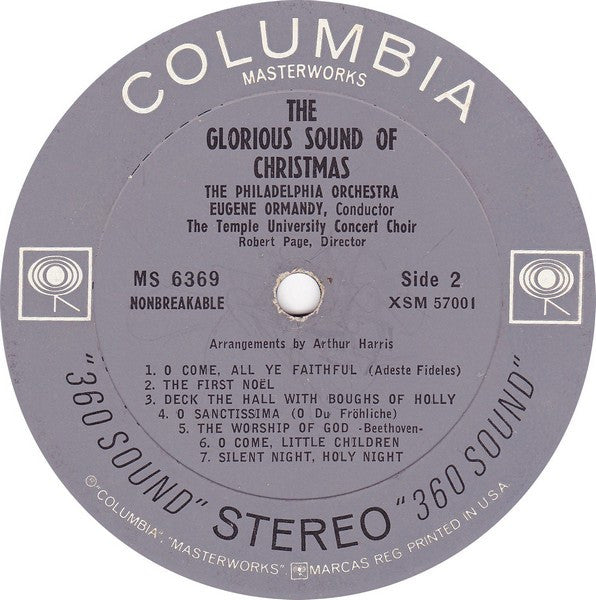 COLUMBIA
MASTERWORKS
THE
GLORIOUS SOUND OF
CHRISTMAS
THE PHILADELPHIA ORCHESTRA
EUGENE ORMANDY, Conductor
The Temple University Concert Choir
Robert Page, Director
MS 6369
NONBREAKABLE
Side 2
XSM 57001
Arrangements by Arthur Harris
1. O COME, ALL YE FAITHFUL (Adeste Fideles)
2. THE FIRST NOËL
3. DECK THE HALL WITH BOUGHS OF HOLLY
4. O SANCTISSIMA (O Du Fröhliche)
5. THE WORSHIP OF GOD -Beethoven-
6. O COME, LITTLE CHILDREN
7. SILENT NIGHT, HOLY NIGHT
"360 SOUND" STEREO "360 SOUND"
℗"COLUMBIA", "MASTERWORKS", MARCAS REG. PRINTED IN U.S.A.